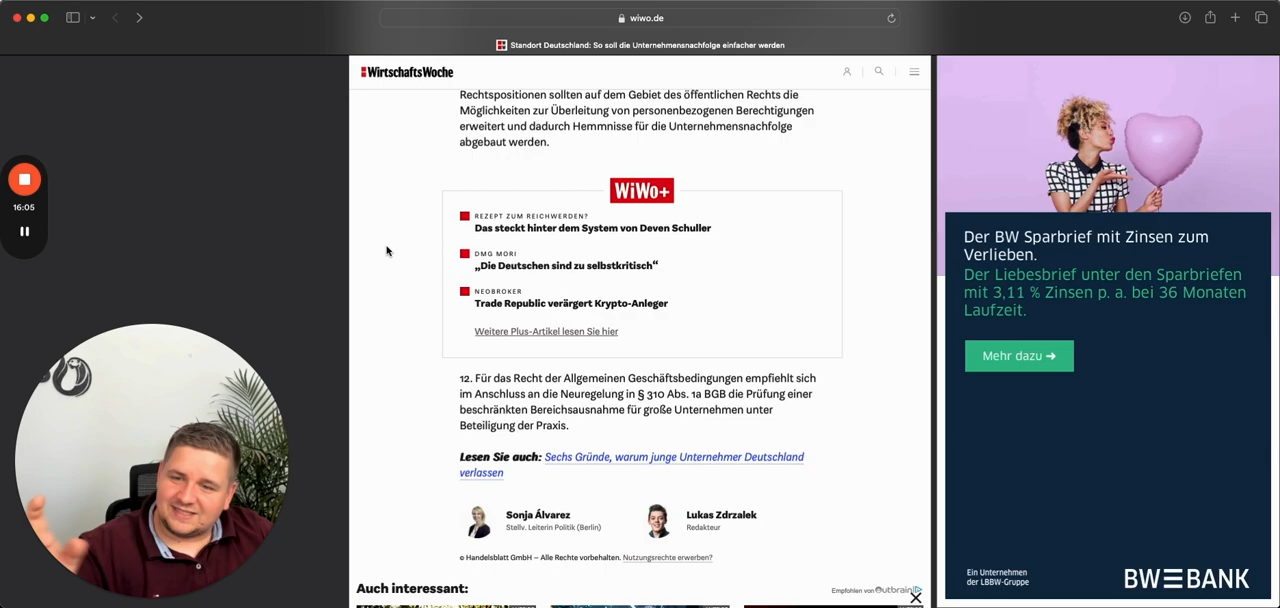 wiwo.de
Standort Deutschland: So soll die Unternehmensnachfolge einfacher werden
WirtschaftsWoche
Rechtspositionen sollten auf dem Gebiet des öffentlichen Rechts die
Möglichkeiten zur Überleitung von personenbezogenen Berechtigungen
erweitert und dadurch Hemmnisse für die Unternehmensnachfolge
abgebaut werden.
WiWo+
REZEPT ZUM REICHWERDEN?
Das steckt hinter dem System von Deven Schuller
DMG MORI
„Die Deutschen sind zu selbstkritisch“
NEOBROKER
Trade Republic verärgert Krypto-Anleger
Weitere Plus-Artikel lesen Sie hier
12. Für das Recht der Allgemeinen Geschäftsbedingungen empfiehlt sich
im Anschluss an die Neuregelung in § 310 Abs. 1a BGB die Prüfung einer
beschränkten Bereichsausnahme für große Unternehmen unter
Beteiligung der Praxis.
Lesen Sie auch: Sechs Gründe, warum junge Unternehmer Deutschland
verlassen
Sonja Álvarez
Stellv. Leiterin Politik (Berlin)
Lukas Zdrzalek
Redakteur
© Handelsblatt GmbH – Alle Rechte vorbehalten. Nutzungsrechte erwerben?
Auch interessant:
Empfohlen von Outbrain
16:05
Der BW Sparbrief mit Zinsen zum
Verlieben.
Der Liebesbrief unter den Sparbriefen
mit 3,11 % Zinsen p. a. bei 36 Monaten
Laufzeit.
Mehr dazu ➔
Ein Unternehmen
der LBBW-Gruppe
BW BANK